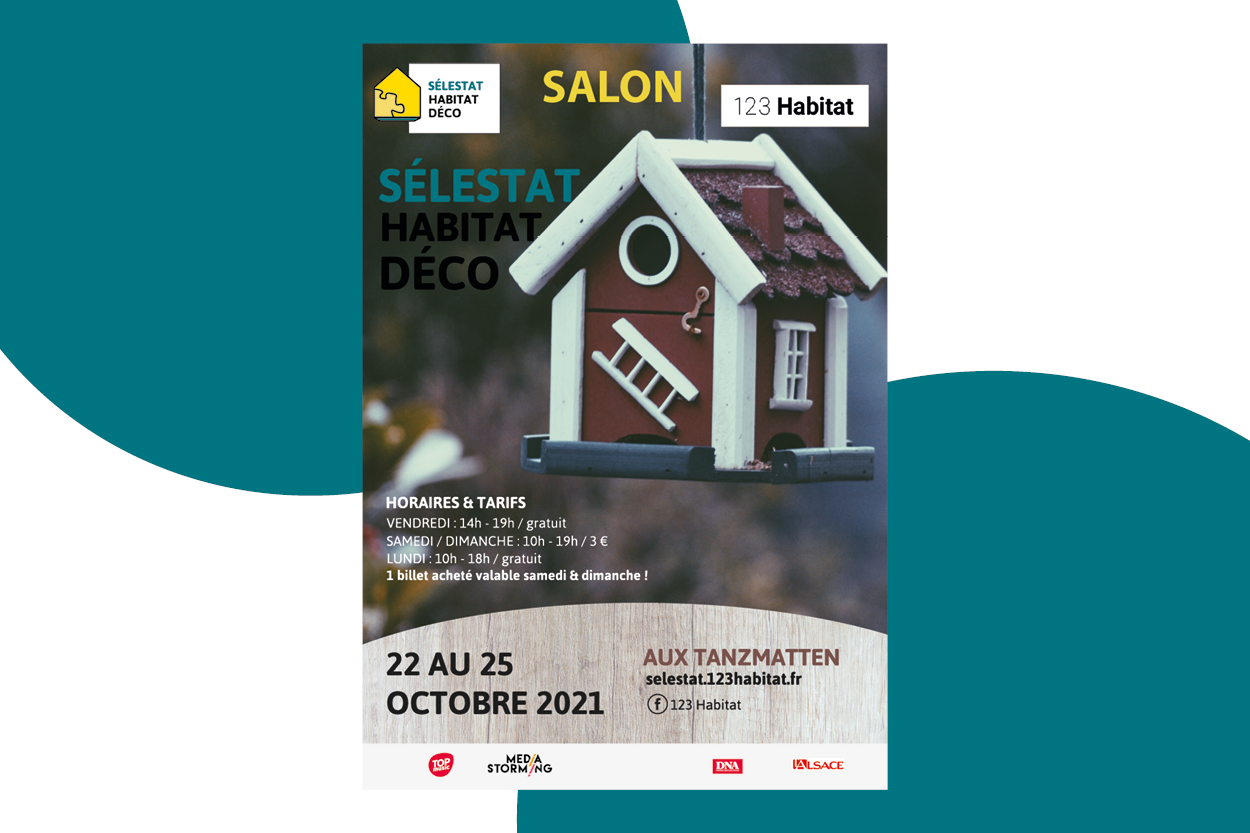 SÉLESTAT
HABITAT
DÉCO
SALON
123 Habitat
SÉLESTAT
HABITAT
DÉCO
HORAIRES & TARIFS
VENDREDI : 14h - 19h / gratuit
SAMEDI / DIMANCHE : 10h - 19h / 3 €
LUNDI : 10h - 18h / gratuit
1 billet acheté valable samedi & dimanche !
22 AU 25
OCTOBRE 2021
AUX TANZMATTEN
selestat.123habitat.fr
f 123 Habitat
TOP
music
MEDIA
STORMING
DNA
L'ALSACE